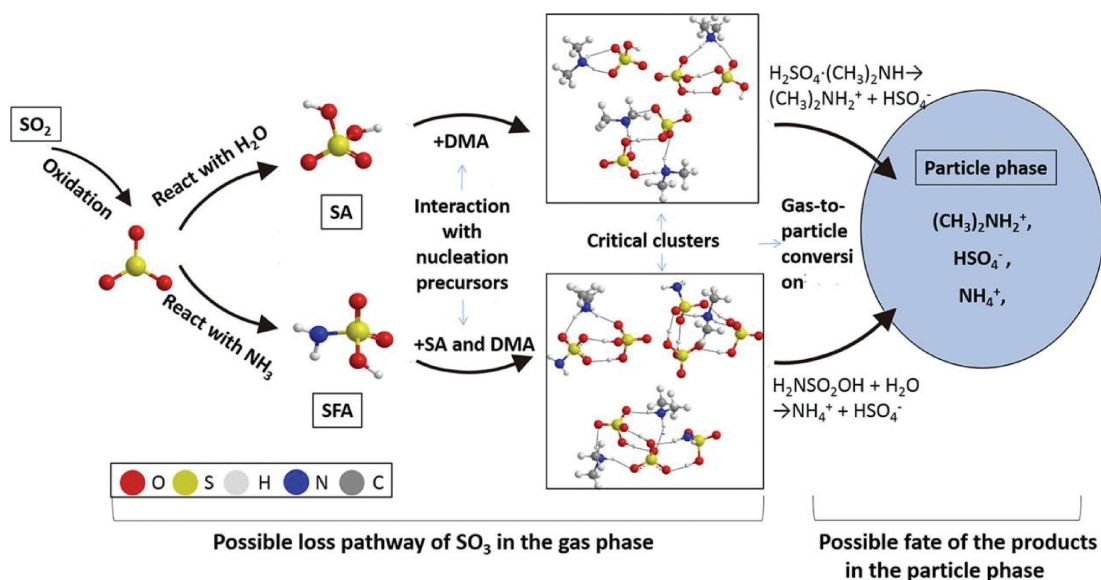 SO₂
Oxidation
React with H₂O
React with NH₃
SA
SFA
+DMA
Interaction
with
nucleation
precursors
+SA and DMA
Critical clusters
H₂SO₄·(CH₃)₂NH→
(CH₃)₂NH₂⁺ + HSO₄⁻
Gas-to-
particle
conversi
on
H₂NSO₂OH + H₂O
→NH₄⁺ + HSO₄⁻
Particle phase
(CH₃)₂NH₂⁺,
HSO₄⁻,
NH₄⁺,
O S H N C
Possible loss pathway of SO₃ in the gas phase
Possible fate of the products
in the particle phase